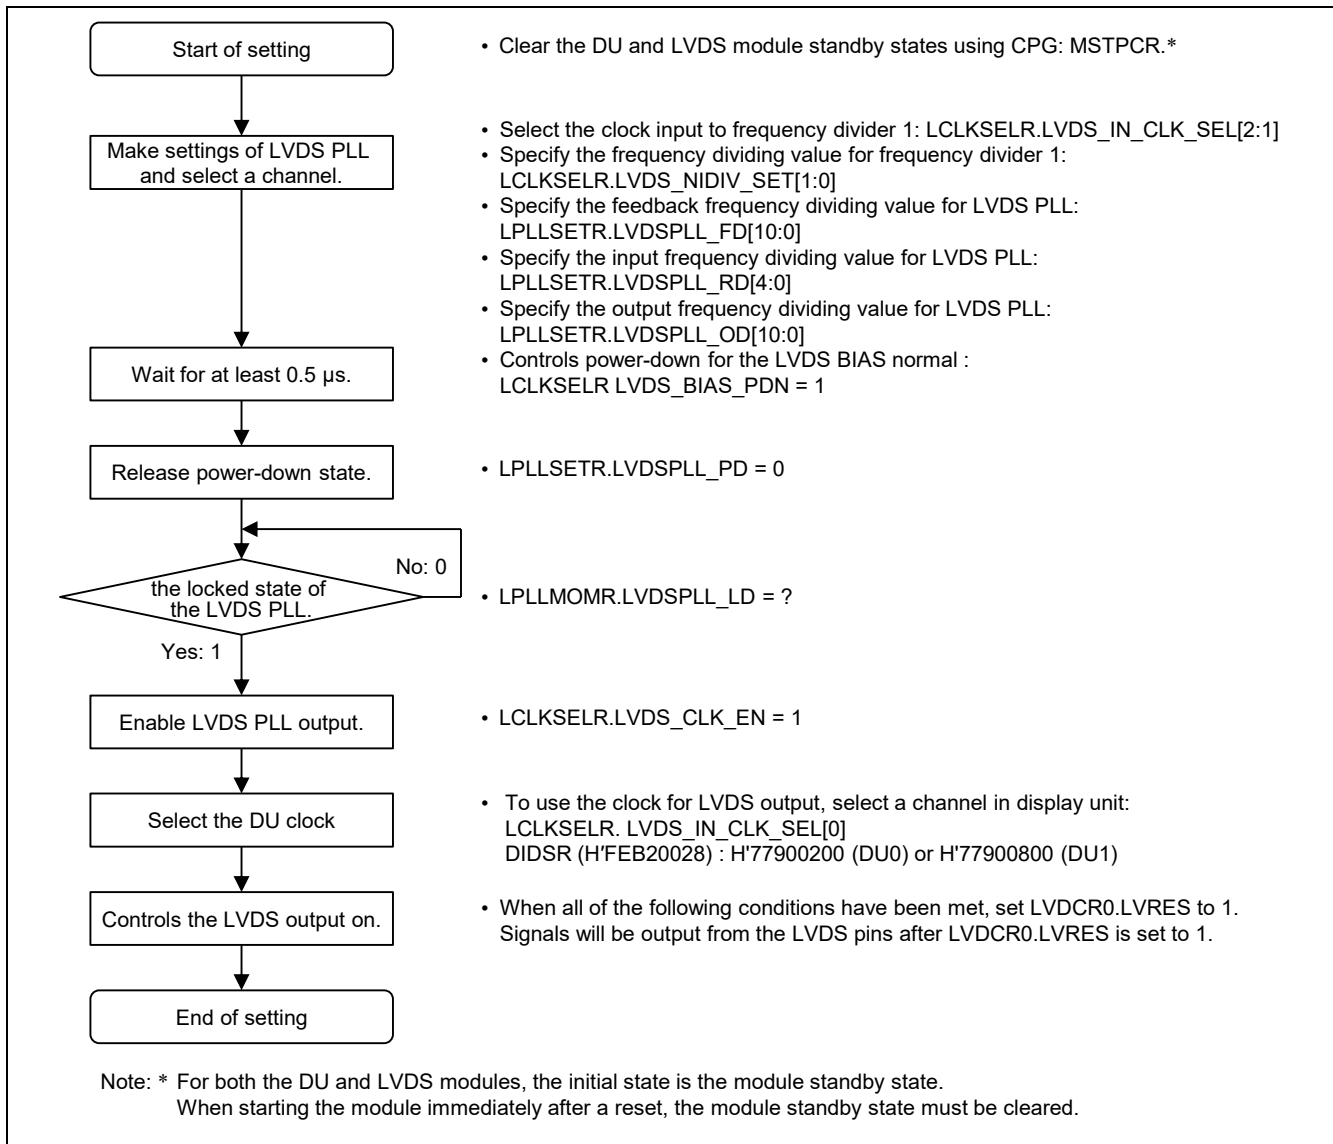 Start of setting
• Clear the DU and LVDS module standby states using CPG: MSTPCR.*
Make settings of LVDS PLL
and select a channel.
• Select the clock input to frequency divider 1: LCLKSELR.LVDS_IN_CLK_SEL[2:1]
• Specify the frequency dividing value for frequency divider 1:
LCLKSELR.LVDS_NIDIV_SET[1:0]
• Specify the feedback frequency dividing value for LVDS PLL:
LPLLSETR.LVDSPLL_FD[10:0]
• Specify the input frequency dividing value for LVDS PLL:
LPLLSETR.LVDSPLL_RD[4:0]
• Specify the output frequency dividing value for LVDS PLL:
LPLLSETR.LVDSPLL_OD[10:0]
Wait for at least 0.5 µs.
• Controls power-down for the LVDS BIAS normal :
LCLKSELR LVDS_BIAS_PDN = 1
Release power-down state.
• LPLLSETR.LVDSPLL_PD = 0
No: 0
the locked state of
the LVDS PLL.
• LPLLMOMR.LVDSPLL_LD = ?
Yes: 1
Enable LVDS PLL output.
• LCLKSELR.LVDS_CLK_EN = 1
Select the DU clock
• To use the clock for LVDS output, select a channel in display unit:
LCLKSELR. LVDS_IN_CLK_SEL[0]
DIDSR (H'FEB20028) : H'77900200 (DU0) or H'77900800 (DU1)
Controls the LVDS output on.
• When all of the following conditions have been met, set LVDCR0.LVRES to 1.
Signals will be output from the LVDS pins after LVDCR0.LVRES is set to 1.
End of setting
Note: * For both the DU and LVDS modules, the initial state is the module standby state.
When starting the module immediately after a reset, the module standby state must be cleared.